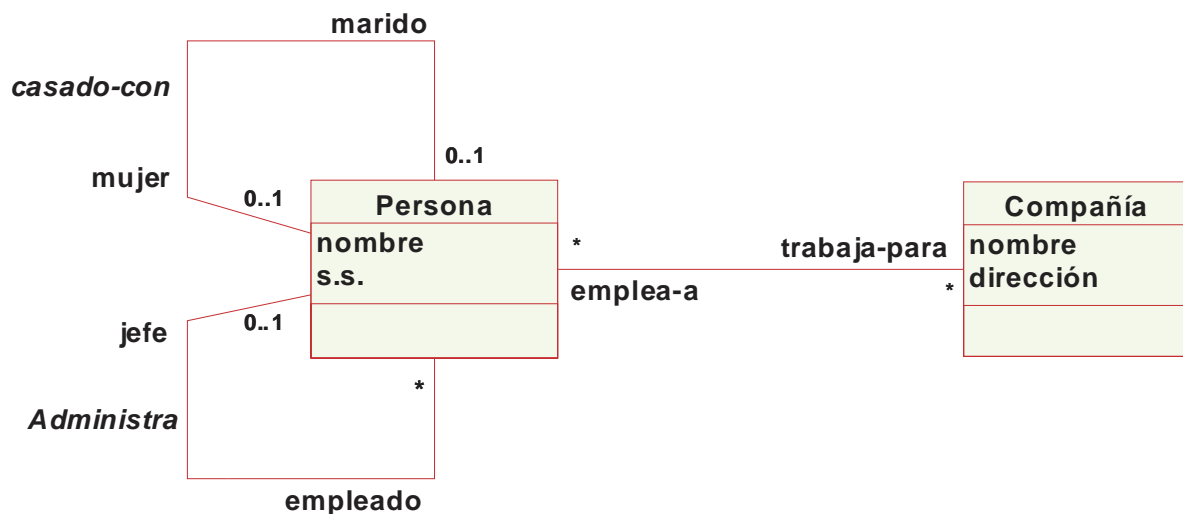 marido
casado-con
mujer
0..1
0..1
Persona
nombre
s.s.
*
emplea-a
trabaja-para
*
Compañía
nombre
dirección
jefe
0..1
*
Administra
empleado